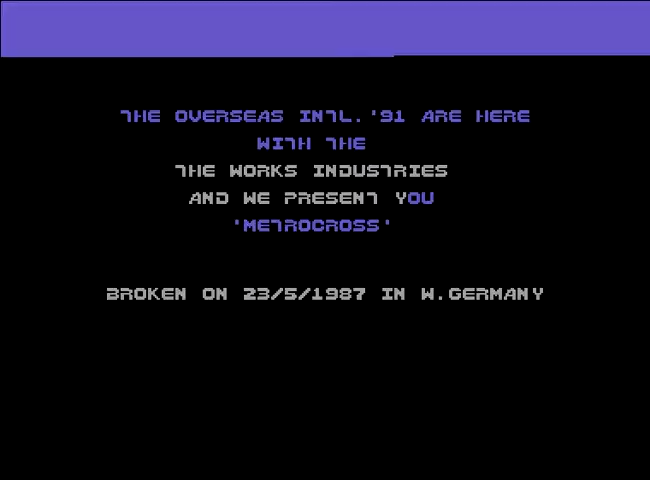 THE OVERSEAS INTL.'91 ARE HERE
WITH THE
THE WORKS INDUSTRIES
AND WE PRESENT YOU
'METROCROSS'
BROKEN ON 23/5/1987 IN W.GERMANY